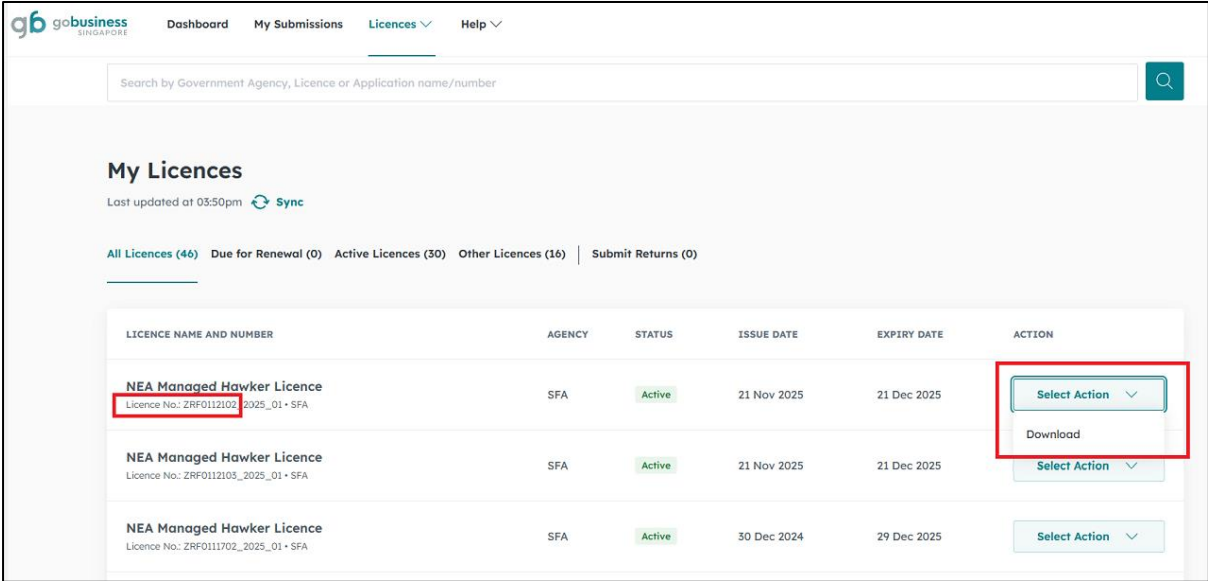 gb gobusiness SINGAPORE Dashboard My Submissions Licences Help
Search by Government Agency, Licence or Application name/number
My Licences
Last updated at 03:50pm Sync
All Licences (46) Due for Renewal (0) Active Licences (30) Other Licences (16) Submit Returns (0)
LICENCE NAME AND NUMBER AGENCY STATUS ISSUE DATE EXPIRY DATE ACTION
NEA Managed Hawker Licence
Licence No.: ZRF0112102_2025_01 • SFA
SFA Active 21 Nov 2025 21 Dec 2025 Select Action
Download
NEA Managed Hawker Licence
Licence No.: ZRF0112103_2025_01 • SFA
SFA Active 21 Nov 2025 21 Dec 2025 Select Action
NEA Managed Hawker Licence
Licence No.: ZRF0111702_2025_01 • SFA
SFA Active 30 Dec 2024 29 Dec 2025 Select Action